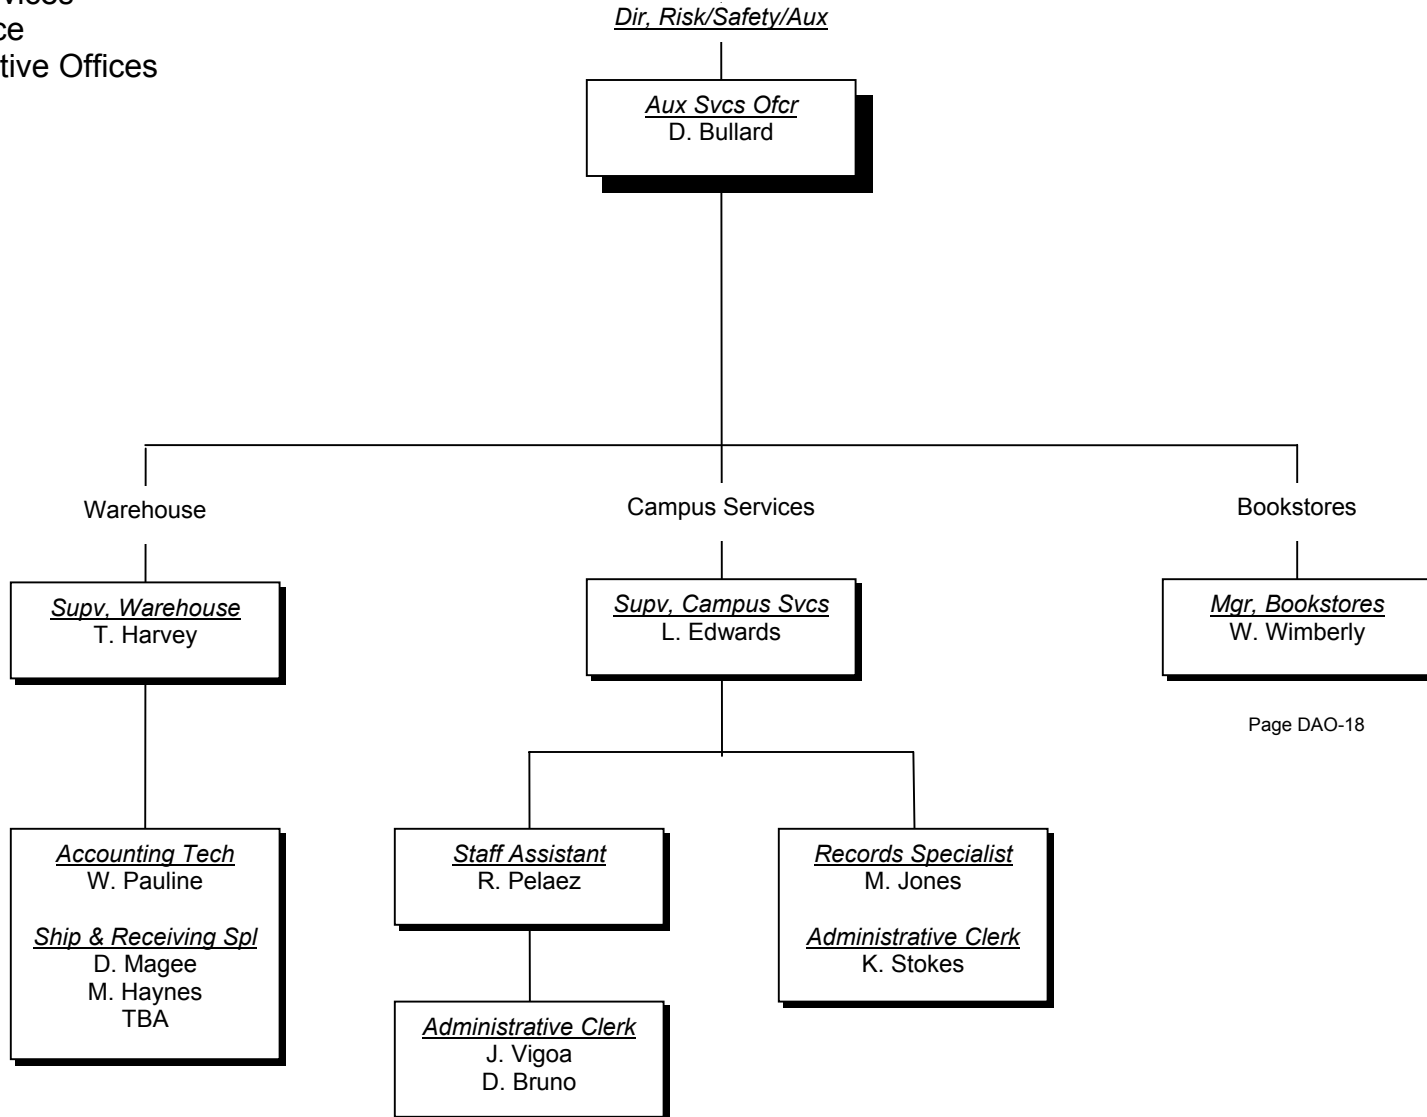 tive Offices
Dir, Risk/Safety/Aux
Aux Svcs Ofcr
D. Bullard
Warehouse
Campus Services
Bookstores
Supv, Warehouse
T. Harvey
Supv, Campus Svcs
L. Edwards
Mgr, Bookstores
W. Wimberly
Page DAO-18
Accounting Tech
W. Pauline
Ship & Receiving Spl
D. Magee
M. Haynes
TBA
Staff Assistant
R. Pelaez
Administrative Clerk
J. Vigoa
D. Bruno
Records Specialist
M. Jones
Administrative Clerk
K. Stokes